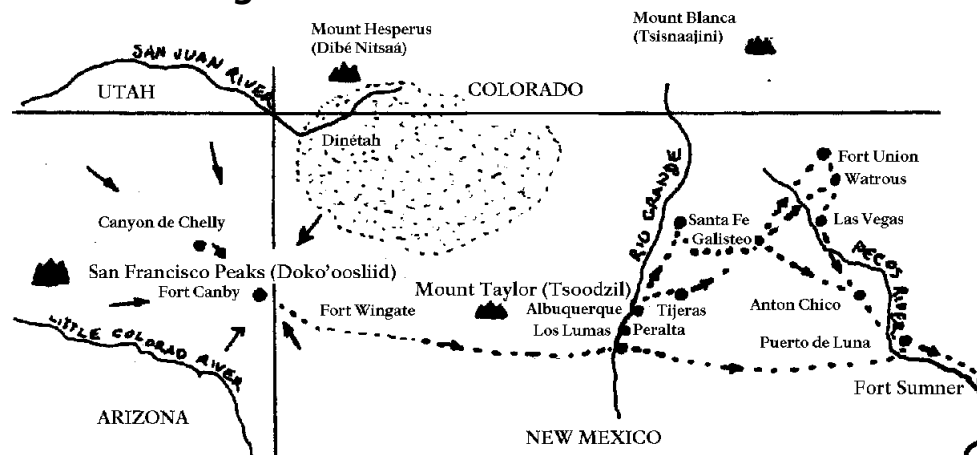 Mount Hesperus
(Dibé Nitsaá)
Mount Blanca
(Tsisnaajini)
SAN JUAN RIVER
UTAH
COLORADO
Dinétah
RIO GRANDE
Fort Union
Watrous
Canyon de Chelly
Santa Fe
Las Vegas
Galisteo
PECOS RIVER
San Francisco Peaks (Doko'oosliid)
Fort Canby
Mount Taylor (Tsoodzil)
Fort Wingate
Albuquerque
Tijeras
Anton Chico
Los Lumas
Peralta
LITTLE COLORAD RIVER
Puerto de Luna
Fort Sumner
ARIZONA
NEW MEXICO